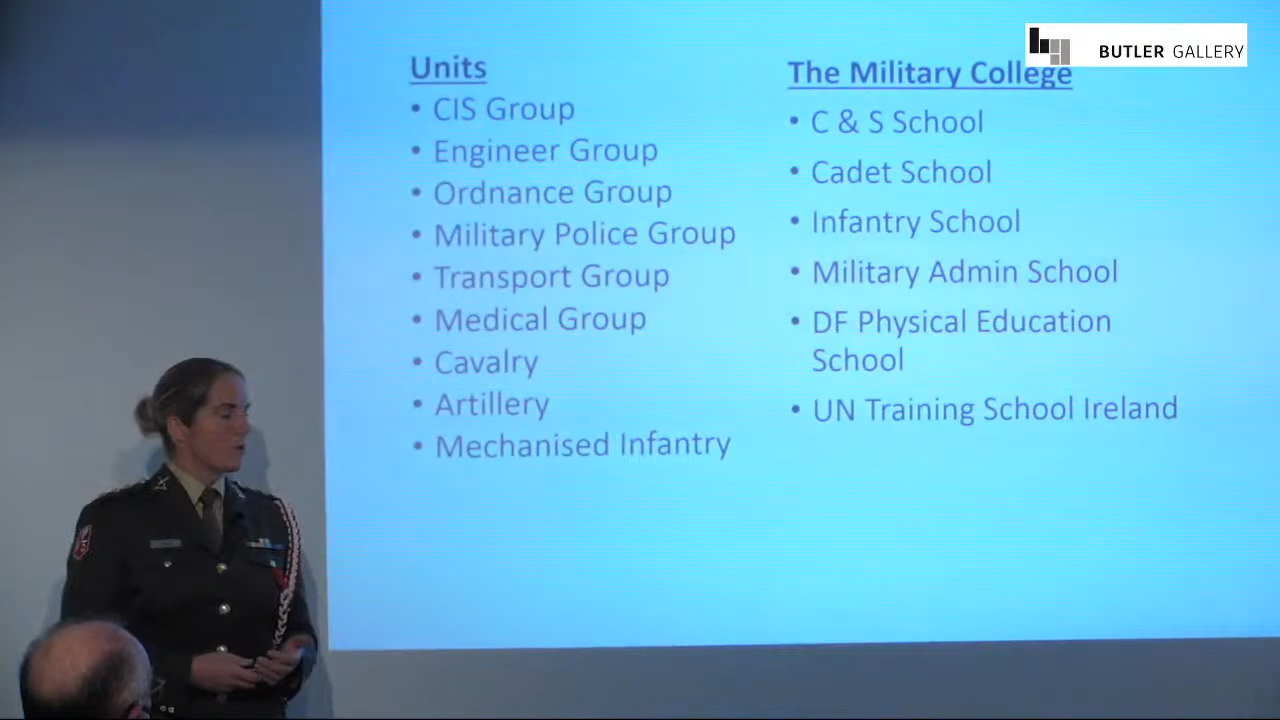 BUTLER GALLERY
Units
• CIS Group
• Engineer Group
• Ordnance Group
• Military Police Group
• Transport Group
• Medical Group
• Cavalry
• Artillery
• Mechanised Infantry
The Military College
• C & S School
• Cadet School
• Infantry School
• Military Admin School
• DF Physical Education
School
• UN Training School Ireland